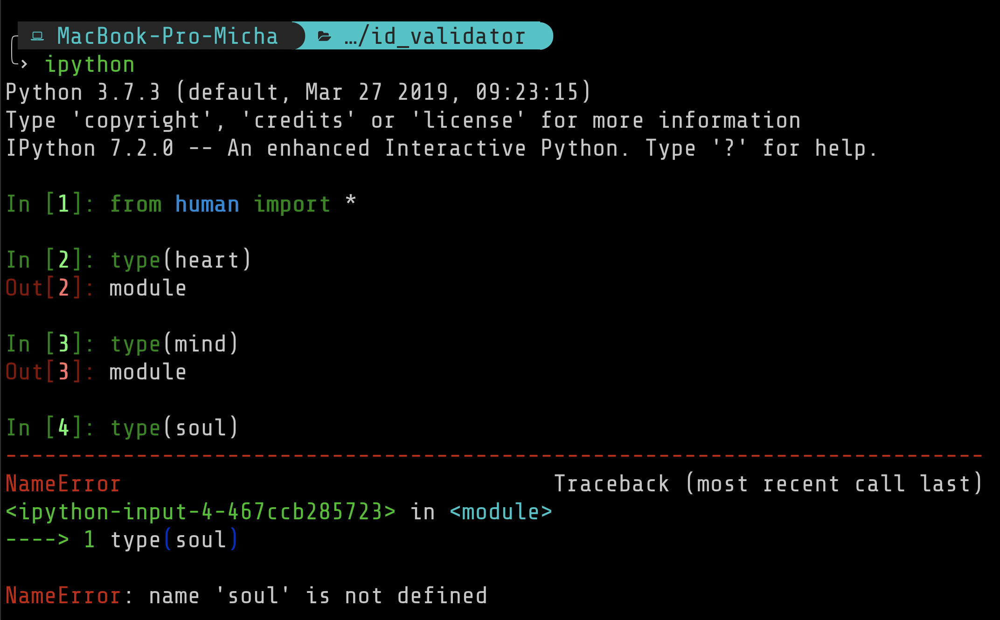 MacBook-Pro-Micha …/id_validator
› ipython
Python 3.7.3 (default, Mar 27 2019, 09:23:15)
Type 'copyright', 'credits' or 'license' for more information
IPython 7.2.0 -- An enhanced Interactive Python. Type '?' for help.
In [1]: from human import *
In [2]: type(heart)
Out[2]: module
In [3]: type(mind)
Out[3]: module
In [4]: type(soul)
---------------------------------------------------------------------------
NameError                                 Traceback (most recent call last)
<ipython-input-4-467ccb285723> in <module>
----> 1 type(soul)
NameError: name 'soul' is not defined